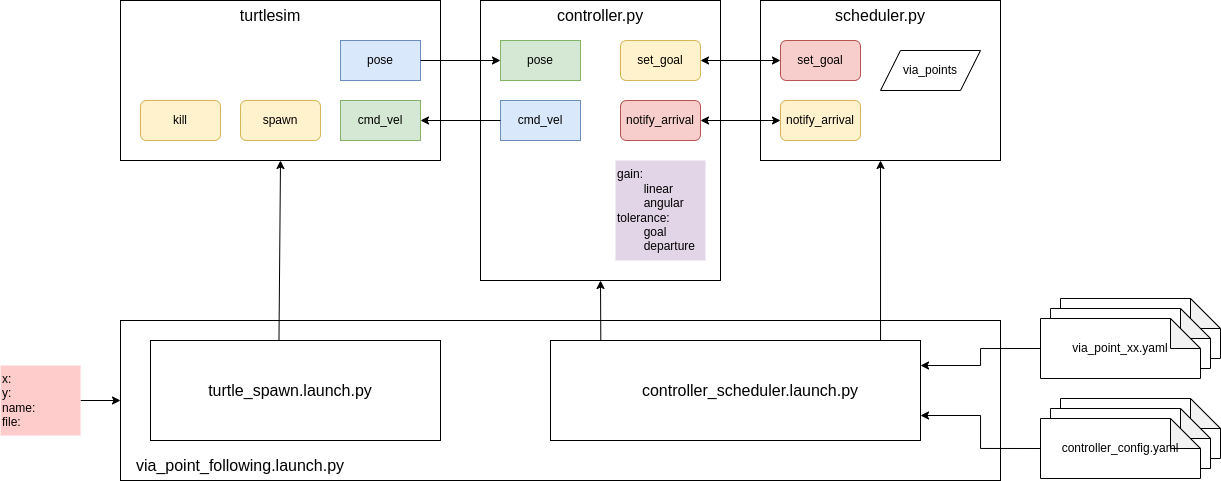 turtlesim
controller.py
scheduler.py
pose
pose
set_goal
set_goal
via_points
kill
spawn
cmd_vel
cmd_vel
notify_arrival
notify_arrival
gain:
linear
angular
tolerance:
goal
departure
x:
y:
name:
file:
turtle_spawn.launch.py
controller_scheduler.launch.py
via_point_following.launch.py
via_point_xx.yaml
controller_config.yaml